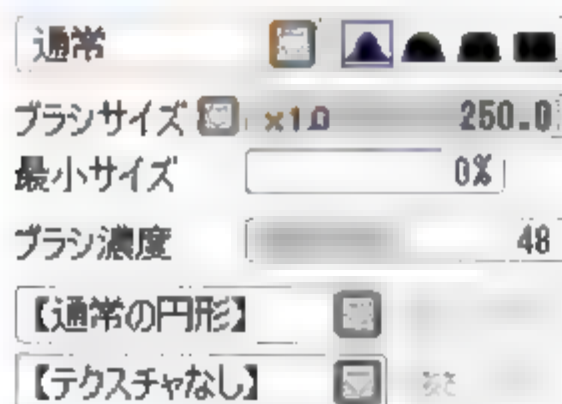 通常
ブラシサイズ ×1.0 250.0
最小サイズ 0%
ブラシ濃度 48
【通常の円形】
【テクスチャなし】